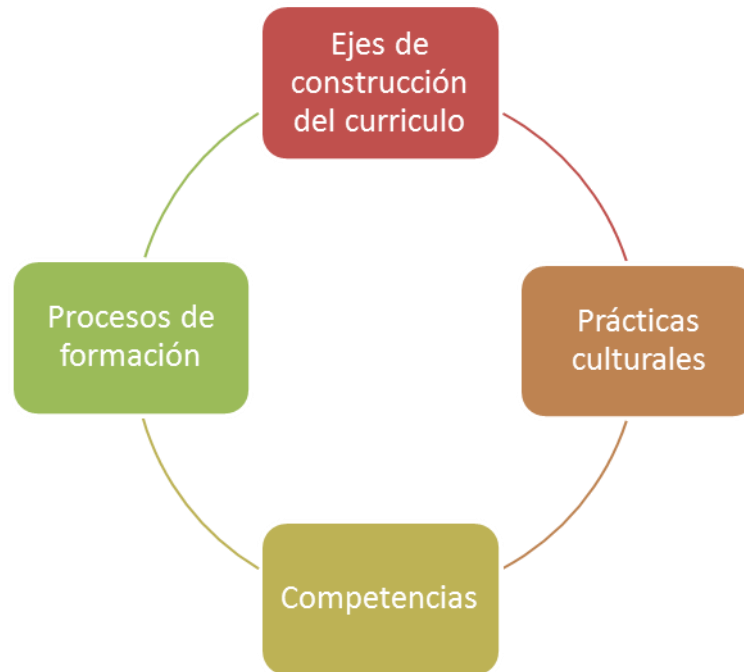 Ejes de
construcción
del curriculo
Procesos de
formación
Prácticas
culturales
Competencias